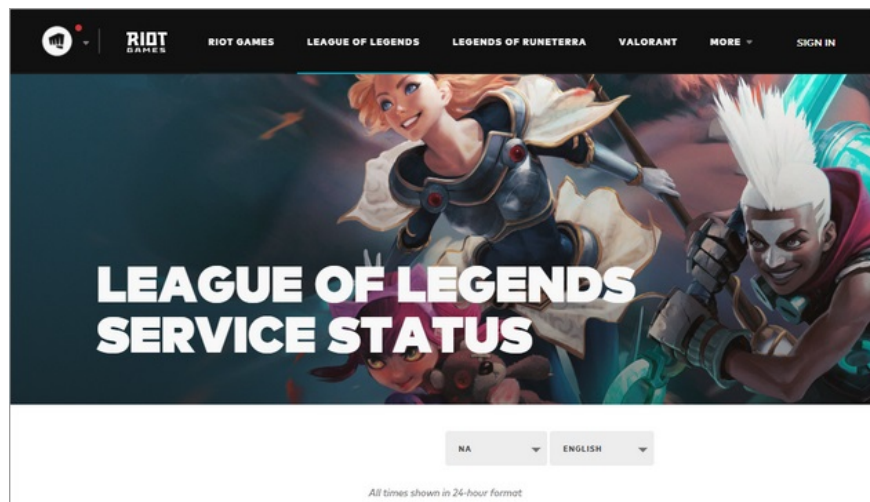 RIOT GAMES RIOT GAMES LEAGUE OF LEGENDS LEGENDS OF RUNETERRA VALORANT MORE SIGN IN
LEAGUE OF LEGENDS
SERVICE STATUS
NA ENGLISH
All times shown in 24-hour format